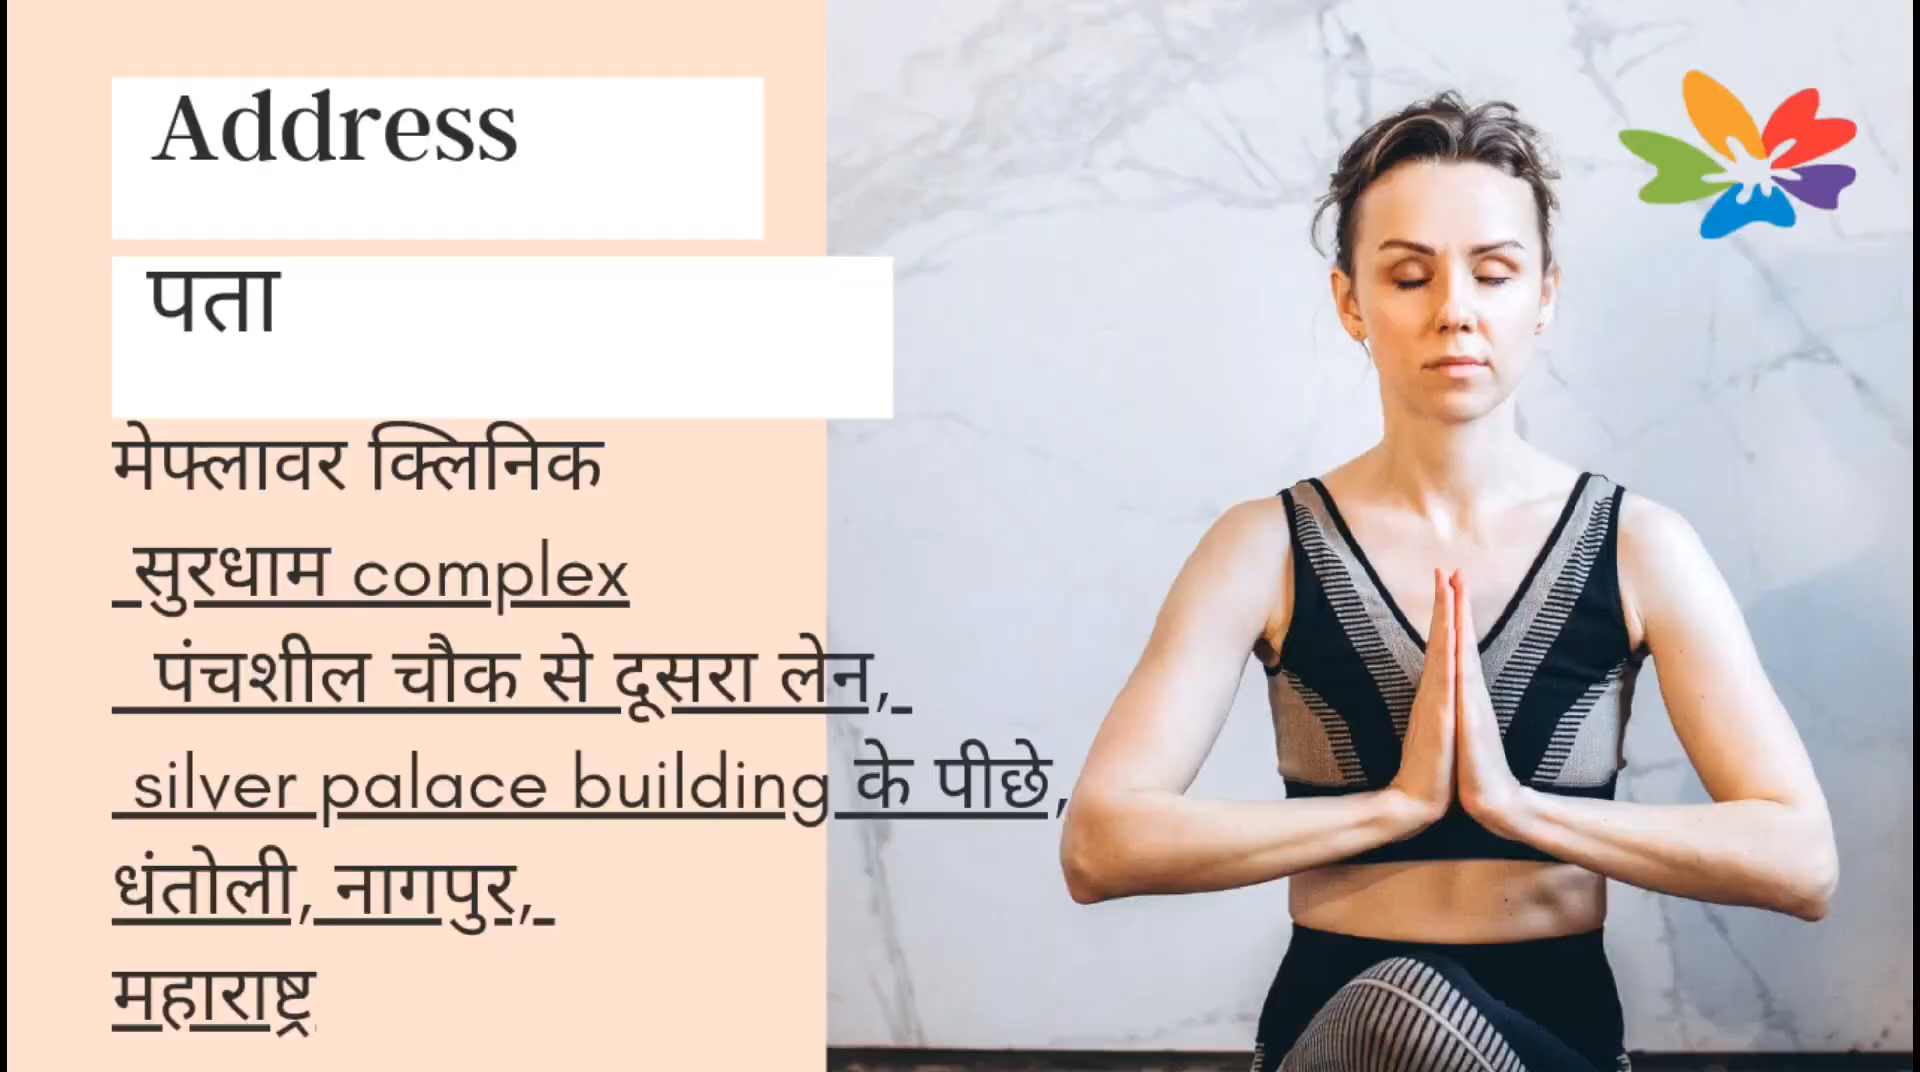 Address
पता
मेफ्लावर क्लिनिक
सुरधाम complex
पंचशील चौक से दूसरा लेन,
silver palace building के पीछे,
धंतोली, नागपुर,
महाराष्ट्र